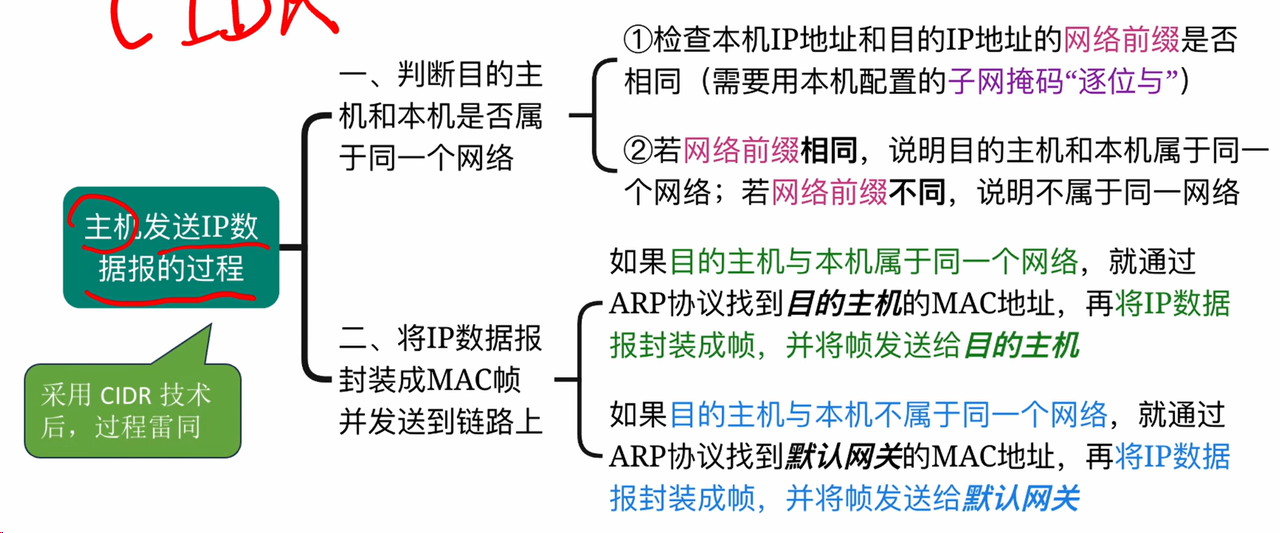 CIDR
主机发送IP数
据报的过程
采用 CIDR 技术
后，过程雷同
一、判断目的主
机和本机是否属
于同一个网络
①检查本机IP地址和目的IP地址的网络前缀是否
相同（需要用本机配置的子网掩码“逐位与”）
②若网络前缀相同，说明目的主机和本机属于同一
个网络；若网络前缀不同，说明不属于同一网络
二、将IP数据报
封装成MAC帧
并发送到链路上
如果目的主机与本机属于同一个网络，就通过
ARP协议找到目的主机的MAC地址，再将IP数据
报封装成帧，并将帧发送给目的主机
如果目的主机与本机不属于同一个网络，就通过
ARP协议找到默认网关的MAC地址，再将IP数据
报封装成帧，并将帧发送给默认网关